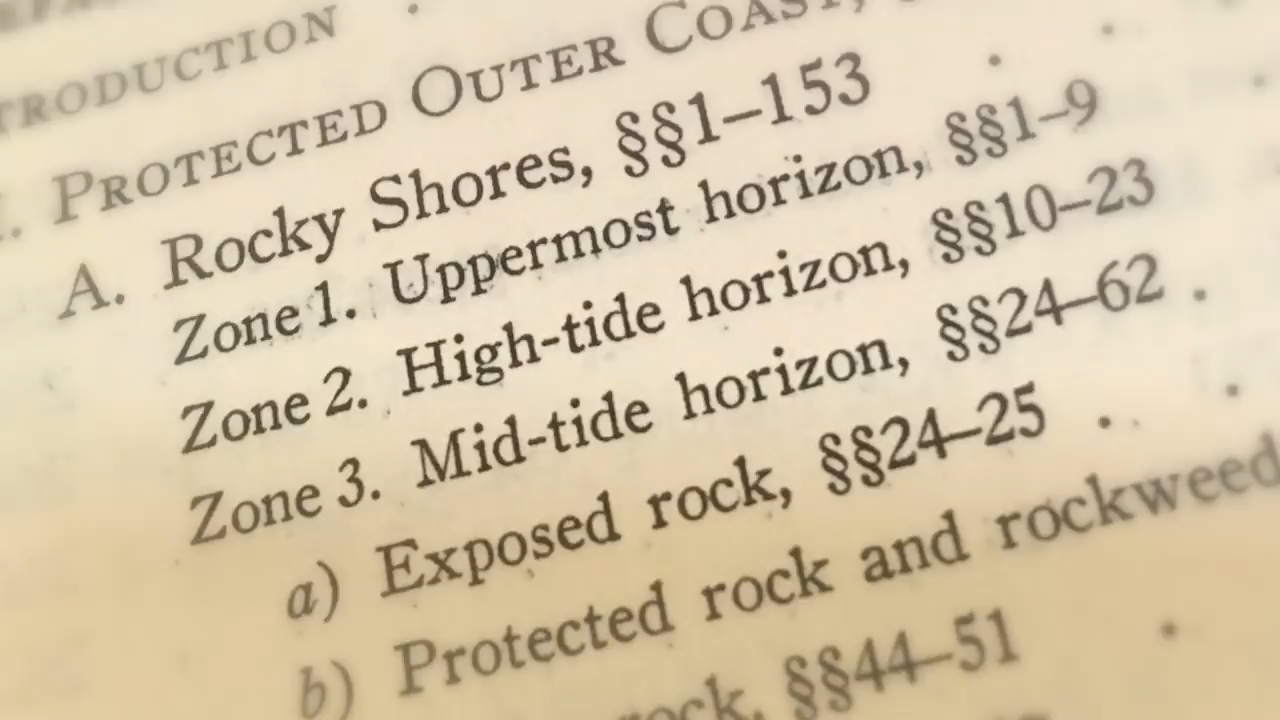 TRODUCTION
PROTECTED OUTER COAST,
A. Rocky Shores, §§1–153
Zone 1. Uppermost horizon, §§1–9
Zone 2. High-tide horizon, §§10–23
Zone 3. Mid-tide horizon, §§24–62 .
a) Exposed rock, §§24–25 . .
b) Protected rock and rockweed
rock, §§44–51